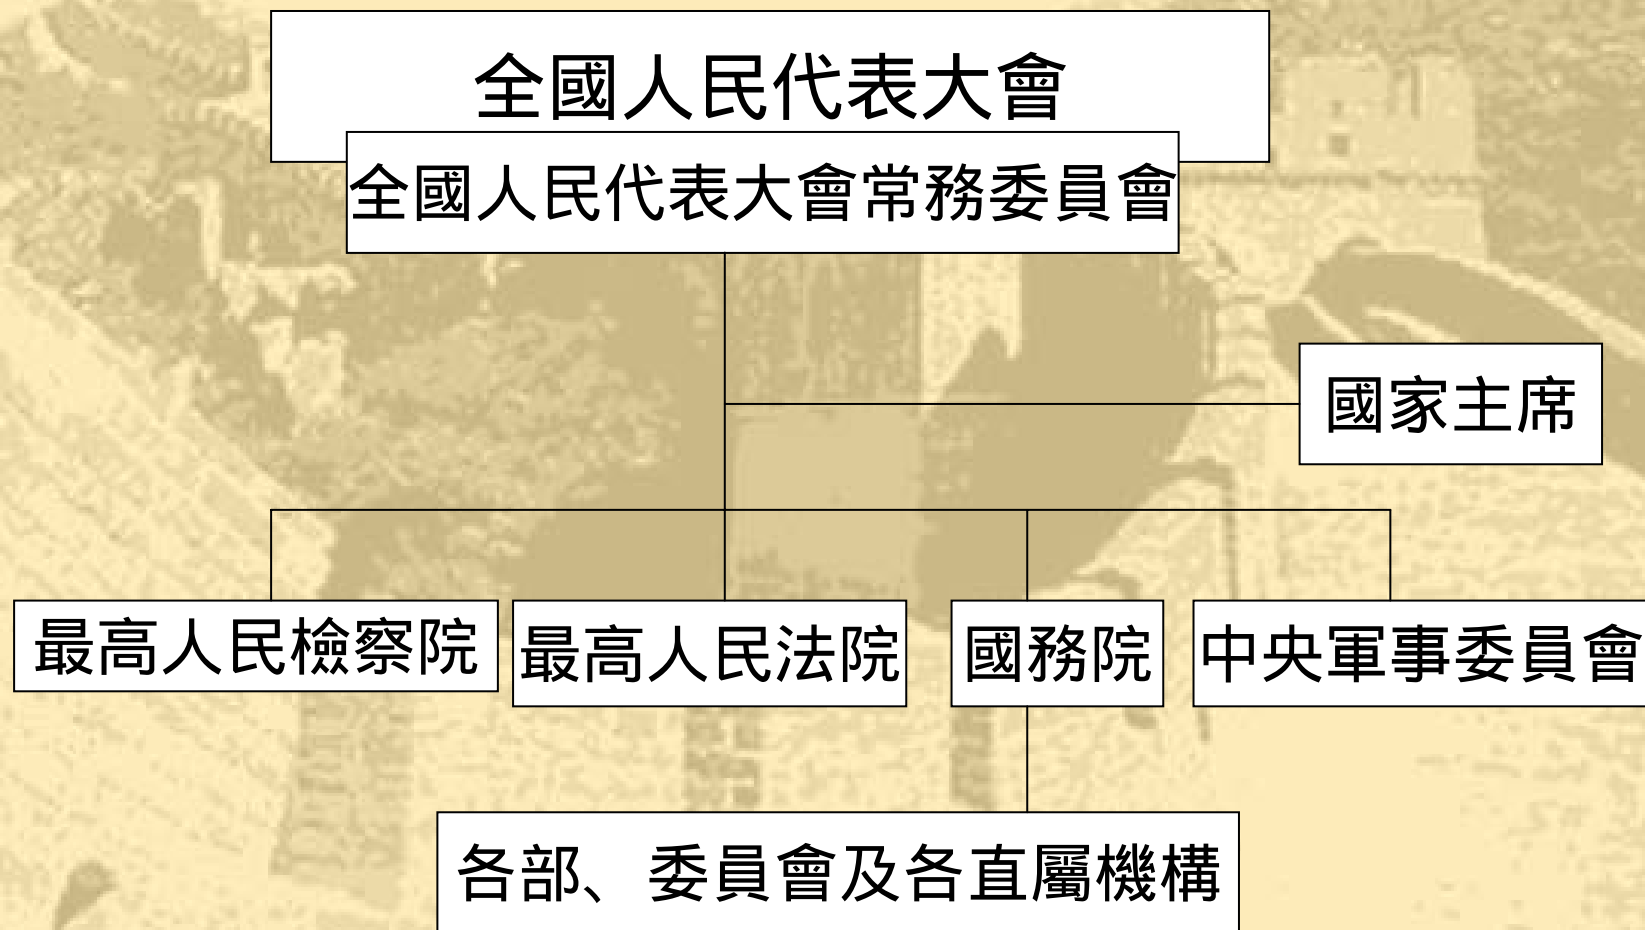 全國人民代表大會
全國人民代表大會常務委員會
國家主席
最高人民檢察院
最高人民法院
國務院
中央軍事委員會
各部、委員會及各直屬機構